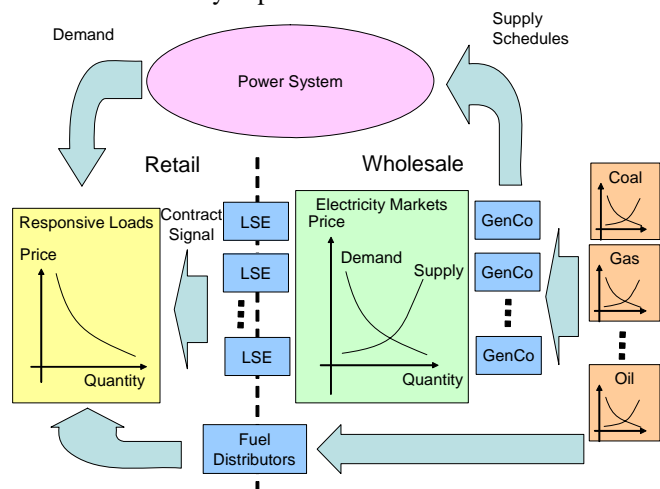 Demand
Supply
Schedules
Power System
Retail
Wholesale
Responsive Loads
Price
Quantity
Contract
Signal
LSE
LSE
LSE
Electricity Markets
Price
Demand
Supply
Quantity
GenCo
GenCo
GenCo
Coal
Gas
Oil
Fuel
Distributors